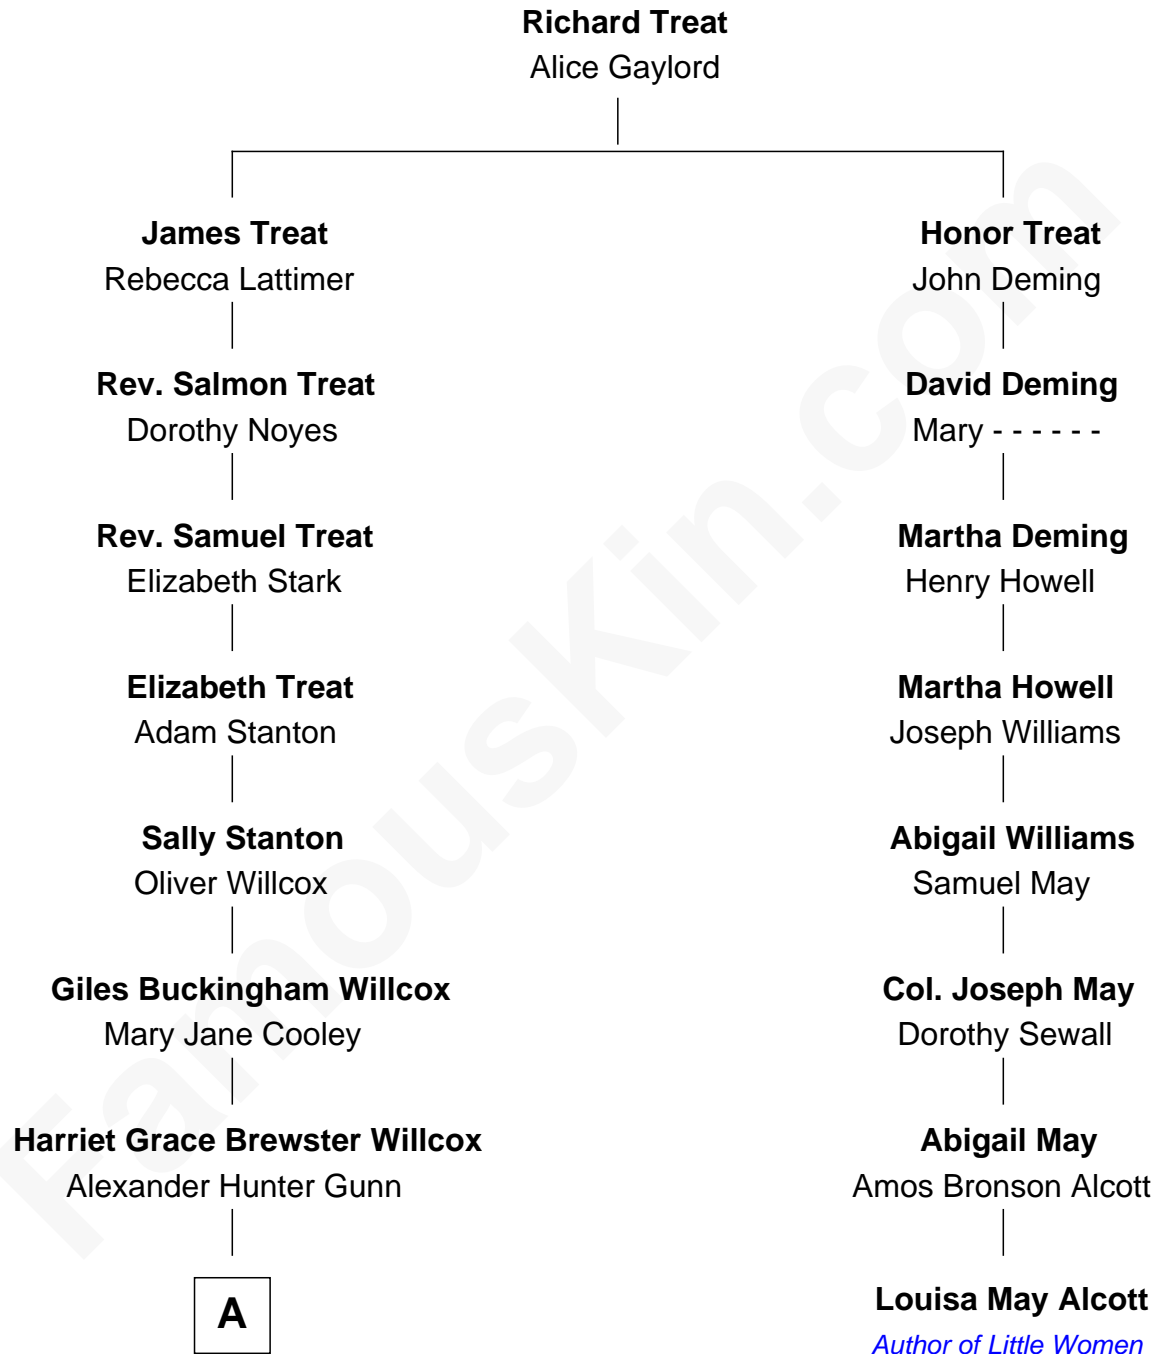 Richard Treat
Alice Gaylord
James Treat
Rebecca Lattimer
Honor Treat
John Deming
Rev. Salmon Treat
Dorothy Noyes
David Deming
Mary - - - - - -
Rev. Samuel Treat
Elizabeth Stark
Martha Deming
Henry Howell
Elizabeth Treat
Adam Stanton
Martha Howell
Joseph Williams
Sally Stanton
Oliver Willcox
Abigail Williams
Samuel May
Giles Buckingham Willcox
Mary Jane Cooley
Col. Joseph May
Dorothy Sewall
Harriet Grace Brewster Willcox
Alexander Hunter Gunn
Abigail May
Amos Bronson Alcott
A
Louisa May Alcott
Author of Little Women
FamousKin.com